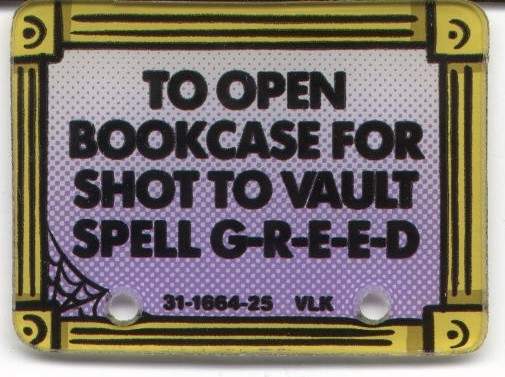 TO OPEN
BOOKCASE FOR
SHOT TO VAULT
SPELL G-R-E-E-D
31-1664-25 VLK